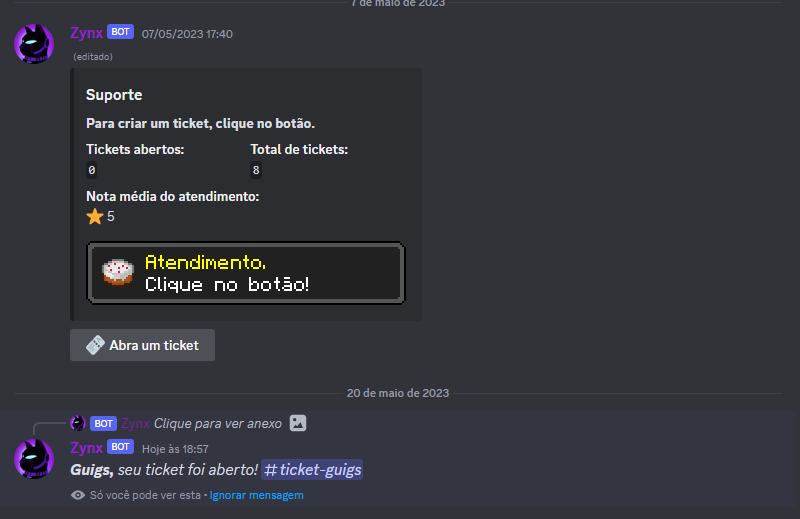 7 de maio de 2023
Zynx BOT 07/05/2023 17:40
(editado)
Suporte
Para criar um ticket, clique no botão.
Tickets abertos: Total de tickets:
0 8
Nota média do atendimento:
5
Atendimento.
Clique no botão!
Abra um ticket
20 de maio de 2023
BOT Zynx Clique para ver anexo
Zynx BOT Hoje às 18:57
Guigs, seu ticket foi aberto! #ticket-guigs
Só você pode ver esta • Ignorar mensagem